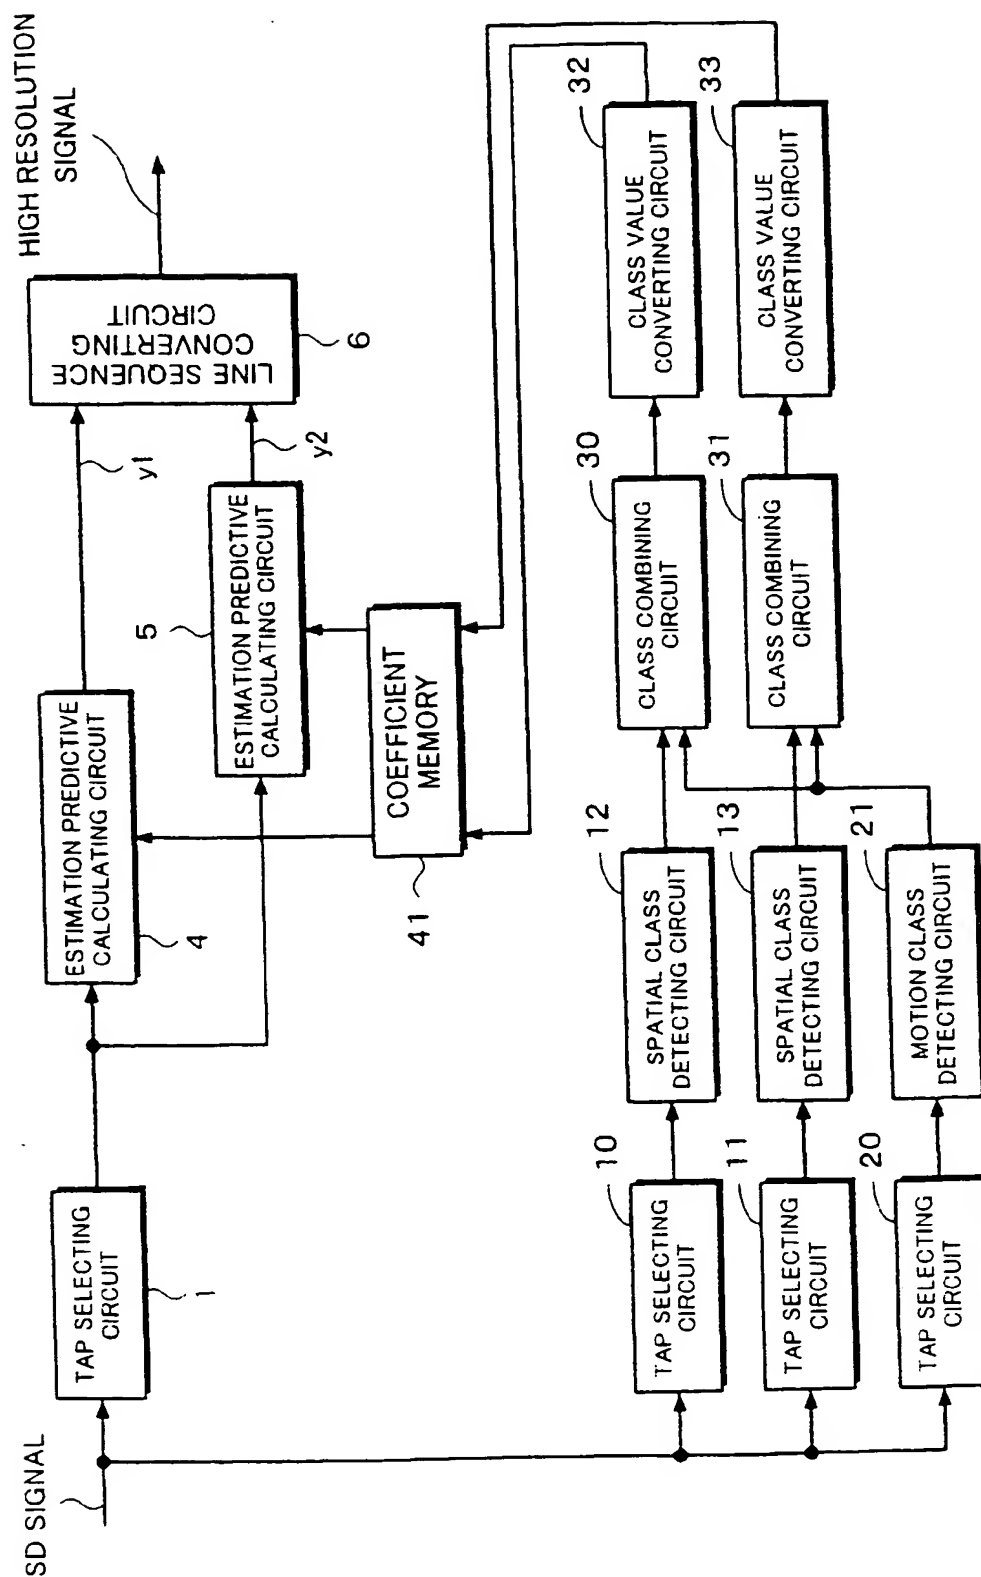 SD SIGNAL
TAP SELECTING
CIRCUIT
1
ESTIMATION PREDICTIVE
CALCULATING CIRCUIT
4
ESTIMATION PREDICTIVE
CALCULATING CIRCUIT
5
y1
y2
LINE SEQUENCE
CONVERTING
CIRCUIT
6
HIGH RESOLUTION
SIGNAL
COEFFICIENT
MEMORY
41
TAP SELECTING
CIRCUIT
10
SPATIAL CLASS
DETECTING CIRCUIT
12
CLASS COMBINING
CIRCUIT
30
CLASS VALUE
CONVERTING CIRCUIT
32
TAP SELECTING
CIRCUIT
11
SPATIAL CLASS
DETECTING CIRCUIT
13
CLASS COMBINING
CIRCUIT
31
CLASS VALUE
CONVERTING CIRCUIT
33
TAP SELECTING
CIRCUIT
20
MOTION CLASS
DETECTING CIRCUIT
21